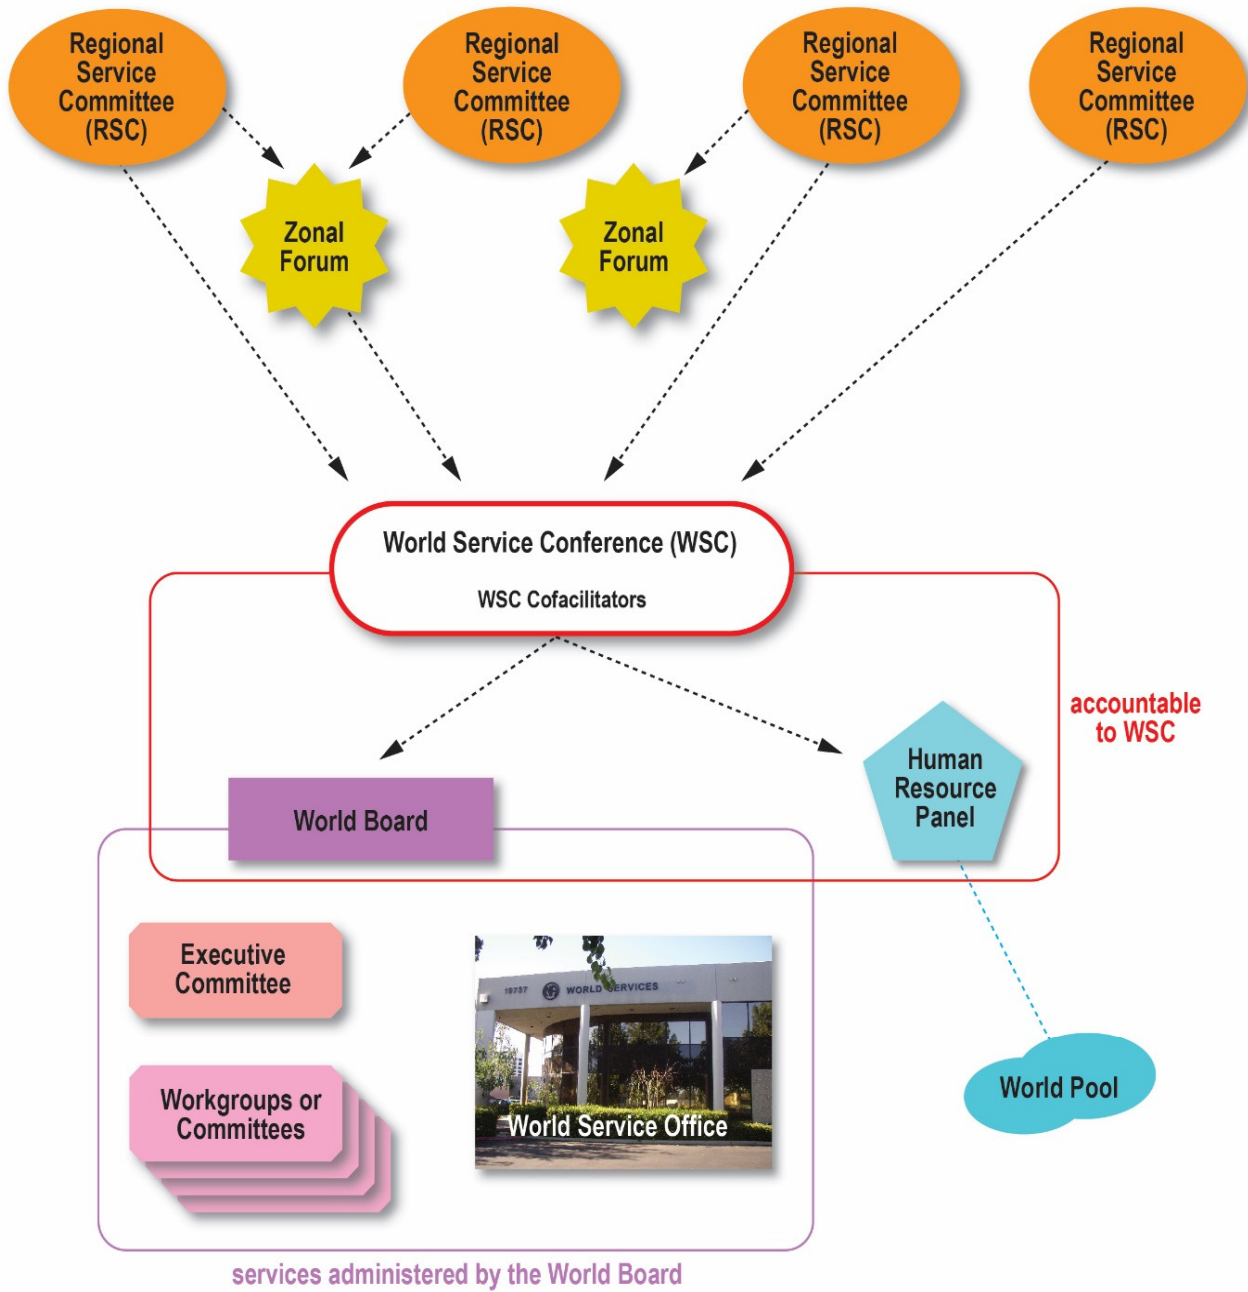 Regional
Service
Committee
(RSC)
Regional
Service
Committee
(RSC)
Regional
Service
Committee
(RSC)
Regional
Service
Committee
(RSC)
Zonal
Forum
Zonal
Forum
World Service Conference (WSC)
WSC Cofacilitators
accountable
to WSC
World Board
Human
Resource
Panel
Executive
Committee
19737 NA WORLD SERVICES
Workgroups or
Committees
World Service Office
World Pool
services administered by the World Board